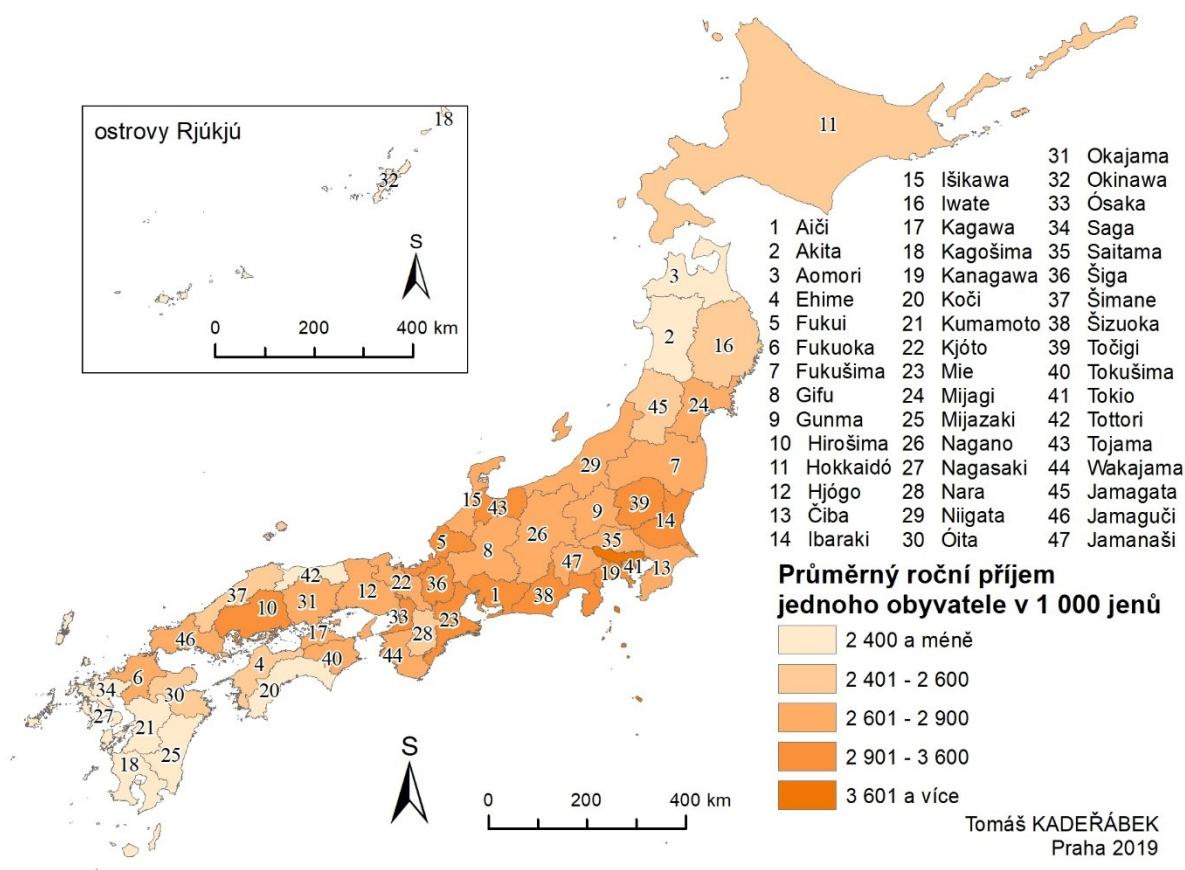 ostrovy Rjúkjú
18
32
S
0 200 400 km
11
3
2
16
45
24
29
7
15
43
9
39
14
5
8
26
35
47
19
41
13
42
12
22
36
1
38
37
10
31
33
23
46
17
28
44
4
40
6
20
34
30
27
21
25
18
S
0 200 400 km
1 Aiči
2 Akita
3 Aomori
4 Ehime
5 Fukui
6 Fukuoka
7 Fukušima
8 Gifu
9 Gunma
10 Hirošima
11 Hokkaidó
12 Hjógo
13 Čiba
14 Ibaraki
15 Išikawa
16 Iwate
17 Kagawa
18 Kagošima
19 Kanagawa
20 Koči
21 Kumamoto
22 Kjóto
23 Mie
24 Mijagi
25 Mijazaki
26 Nagano
27 Nagasaki
28 Nara
29 Niigata
30 Óita
31 Okajama
32 Okinawa
33 Ósaka
34 Saga
35 Saitama
36 Šiga
37 Šimane
38 Šizuoka
39 Točigi
40 Tokušima
41 Tokio
42 Tottori
43 Tojama
44 Wakajama
45 Jamagata
46 Jamaguči
47 Jamanaši
Průměrný roční příjem
jednoho obyvatele v 1 000 jenů
2 400 a méně
2 401 - 2 600
2 601 - 2 900
2 901 - 3 600
3 601 a více
Tomáš KADEŘÁBEK
Praha 2019